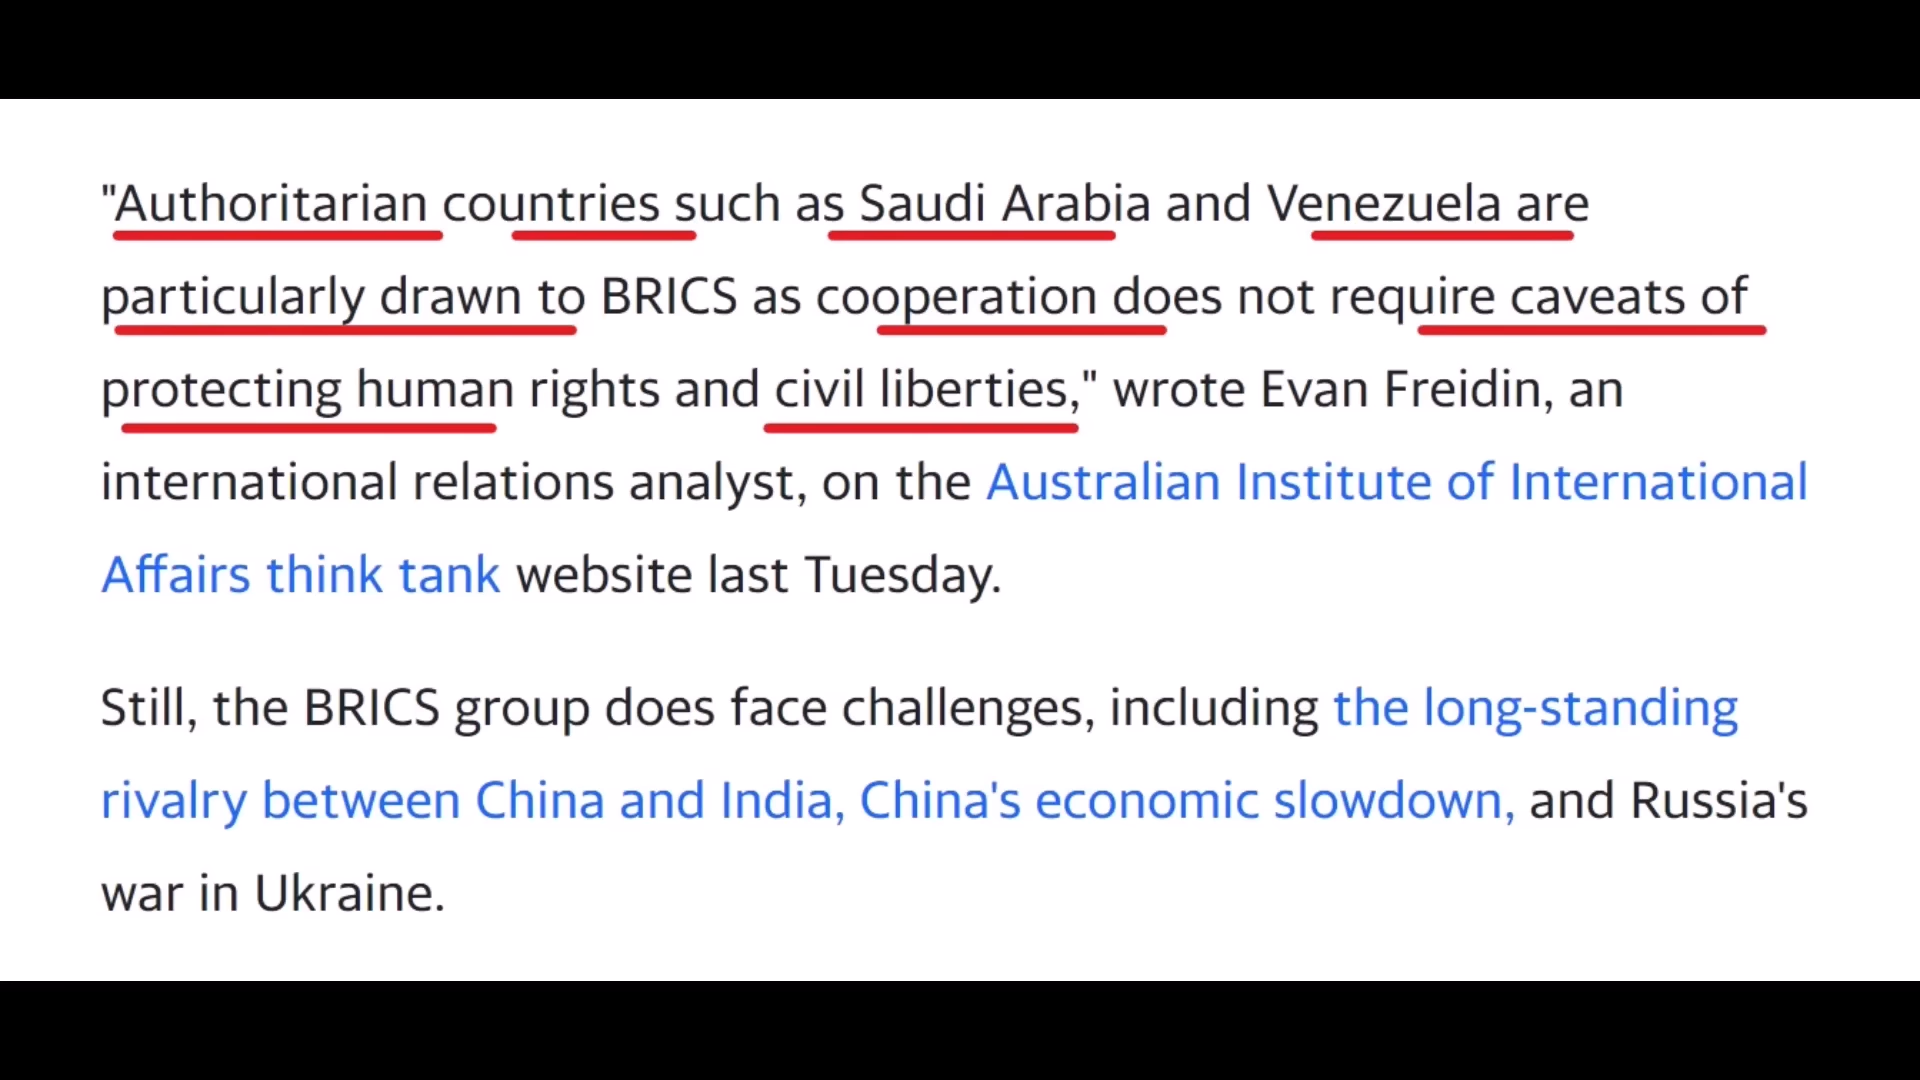 "Authoritarian countries such as Saudi Arabia and Venezuela are
particularly drawn to BRICS as cooperation does not require caveats of
protecting human rights and civil liberties," wrote Evan Freidin, an
international relations analyst, on the Australian Institute of International
Affairs think tank website last Tuesday.
Still, the BRICS group does face challenges, including the long-standing
rivalry between China and India, China's economic slowdown, and Russia's
war in Ukraine.